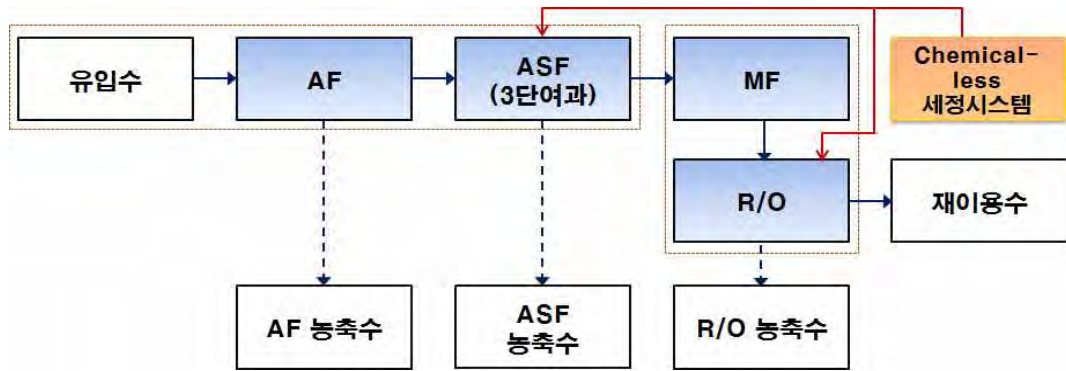 유입수
AF
ASF
(3단여과)
MF
Chemical-
less
세정시스템
R/O
재이용수
AF 농축수
ASF
농축수
R/O 농축수